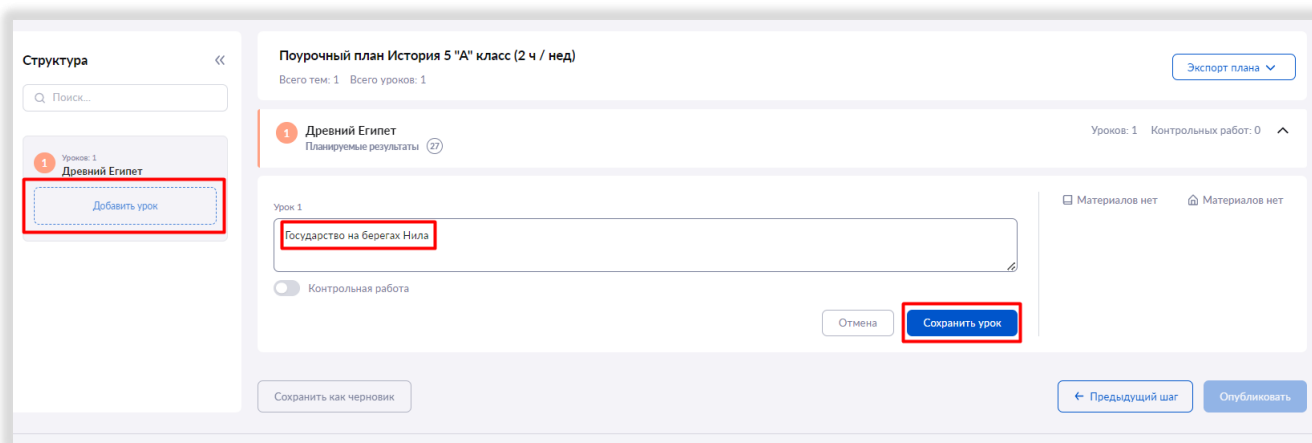 Структура
Поиск...
1
Уроков: 1
Древний Египет
Добавить урок
Поурочный план История 5 "А" класс (2 ч / нед)
Всего тем: 1 Всего уроков: 1
Экспорт плана
1
Древний Египет
Планируемые результаты 27
Уроков: 1 Контрольных работ: 0
Урок 1
Государство на берегах Нила
Контрольная работа
Отмена
Сохранить урок
Материалов нет Материалов нет
Сохранить как черновик
Предыдущий шаг
Опубликовать